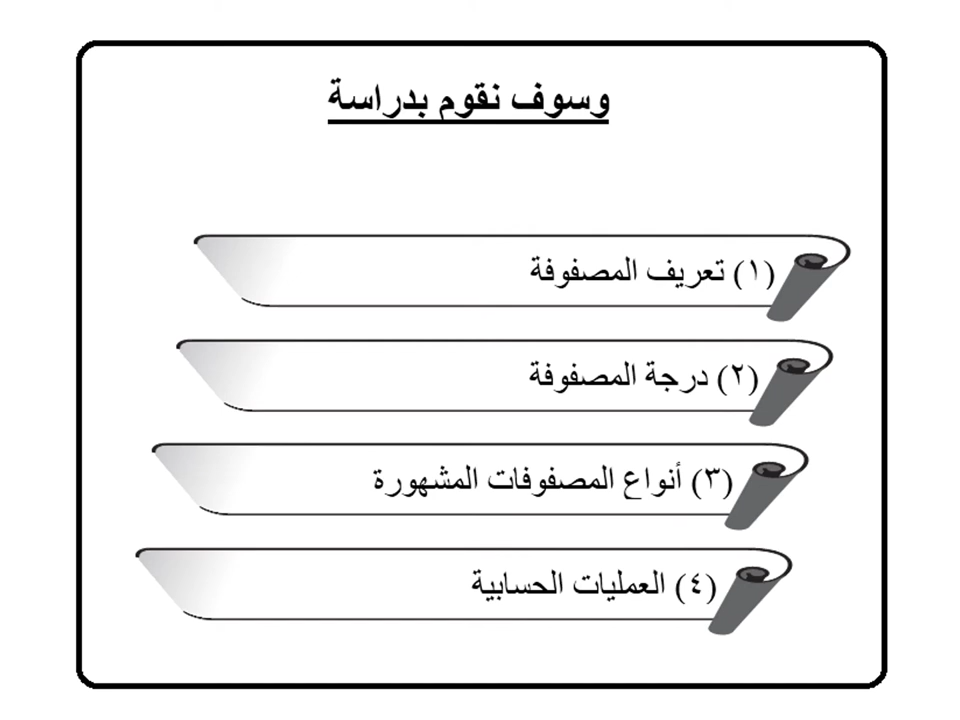 وسوف نقوم بدراسة
(١) تعريف المصفوفة
(٢) درجة المصفوفة
(٣) أنواع المصفوفات المشهورة
(٤) العمليات الحسابية